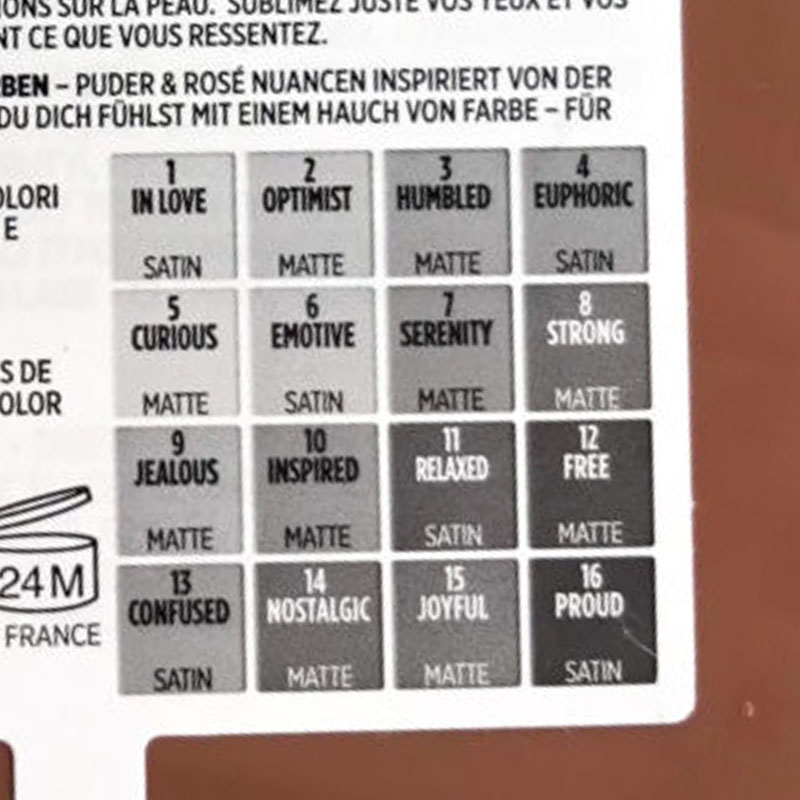 IONS SUR LA PEAU. SUBLIMEZ JUSTE VOS YEUX ET VOS
NT CE QUE VOUS RESSENTEZ.
RBEN – PUDER & ROSÉ NUANCEN INSPIRIERT VON DER
DU DICH FÜHLST MIT EINEM HAUCH VON FARBE – FÜR
OLORI
E
S DE
OLOR
24 M
FRANCE
1
IN LOVE
SATIN
2
OPTIMIST
MATTE
3
HUMBLED
MATTE
4
EUPHORIC
SATIN
5
CURIOUS
MATTE
6
EMOTIVE
SATIN
7
SERENITY
MATTE
8
STRONG
MATTE
9
JEALOUS
MATTE
10
INSPIRED
MATTE
11
RELAXED
SATIN
12
FREE
MATTE
13
CONFUSED
SATIN
14
NOSTALGIC
MATTE
15
JOYFUL
MATTE
16
PROUD
SATIN